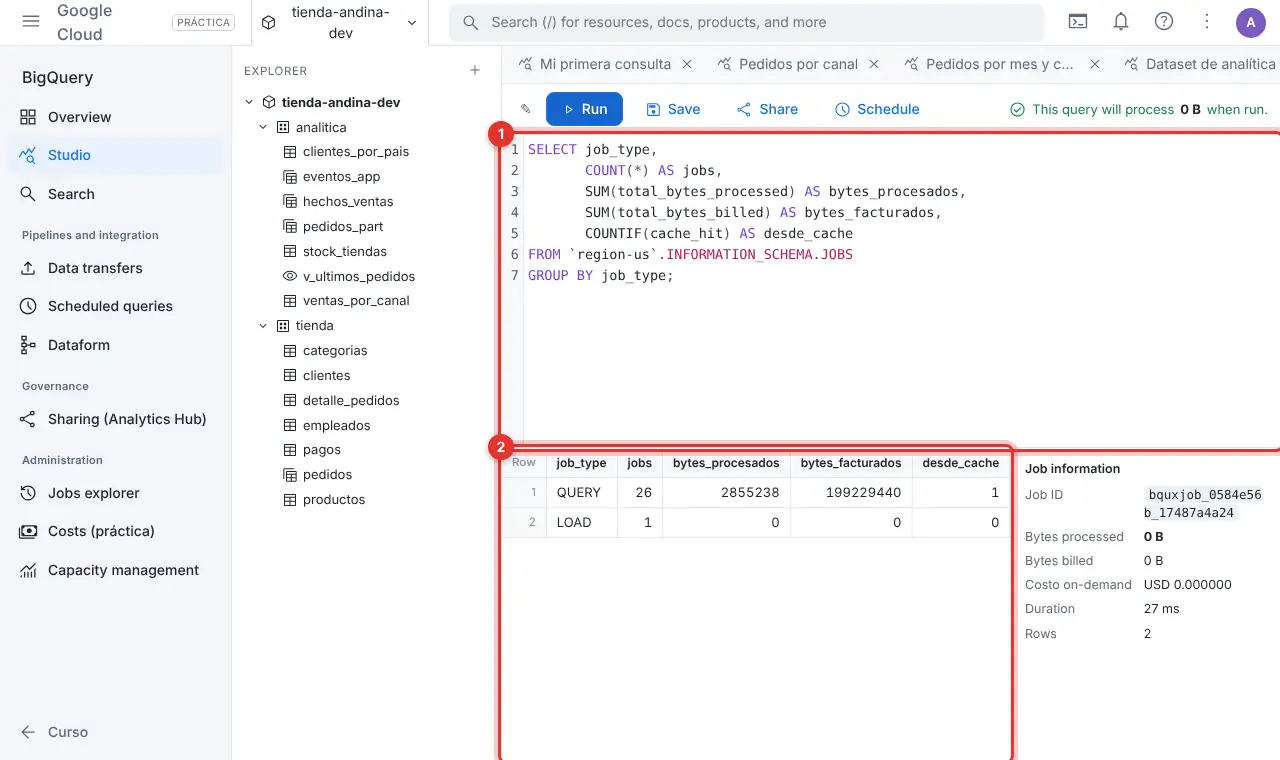 Google Cloud
PRÁCTICA
tienda-andina-dev
Search (/) for resources, docs, products, and more
A
BigQuery
Overview
Studio
Search
Pipelines and integration
Data transfers
Scheduled queries
Dataform
Governance
Sharing (Analytics Hub)
Administration
Jobs explorer
Costs (práctica)
Capacity management
Curso
EXPLORER
tienda-andina-dev
analitica
clientes_por_pais
eventos_app
hechos_ventas
pedidos_part
stock_tiendas
v_ultimos_pedidos
ventas_por_canal
tienda
categorias
clientes
detalle_pedidos
empleados
pagos
pedidos
productos
Mi primera consulta
Pedidos por canal
Pedidos por mes y c...
Dataset de analítica
Run
Save
Share
Schedule
This query will process 0 B when run.
1
1 SELECT job_type,
2 COUNT(*) AS jobs,
3 SUM(total_bytes_processed) AS bytes_procesados,
4 SUM(total_bytes_billed) AS bytes_facturados,
5 COUNTIF(cache_hit) AS desde_cache
6 FROM `region-us`.INFORMATION_SCHEMA.JOBS
7 GROUP BY job_type;
2
Row job_type jobs bytes_procesados bytes_facturados desde_cache
1 QUERY 26 2855238 199229440 1
2 LOAD 1 0 0 0
Job information
Job ID bquxjob_0584e56
b_17487a4a24
Bytes processed 0 B
Bytes billed 0 B
Costo on-demand USD 0.000000
Duration 27 ms
Rows 2